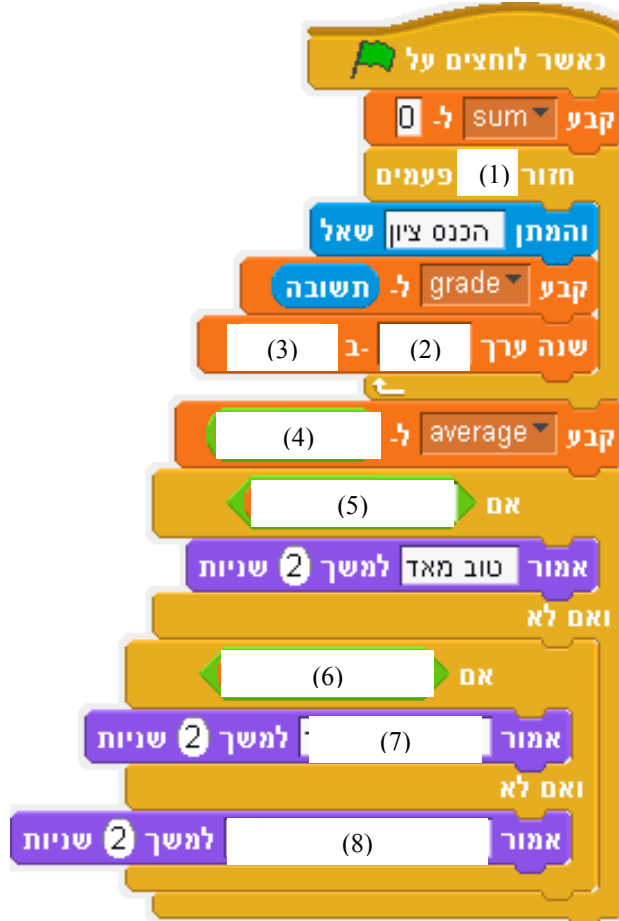 כאשר לוחצים על
קבע sum ל- 0
חזור (1) פעמים
שאל הכנס ציון והמתן
קבע grade ל- תשובה
שנה ערך (2) ב- (3)
קבע average ל- (4)
אם (5)
אמור טוב מאד למשך 2 שניות
ואם לא
אם (6)
אמור (7) למשך 2 שניות
ואם לא
אמור (8) למשך 2 שניות